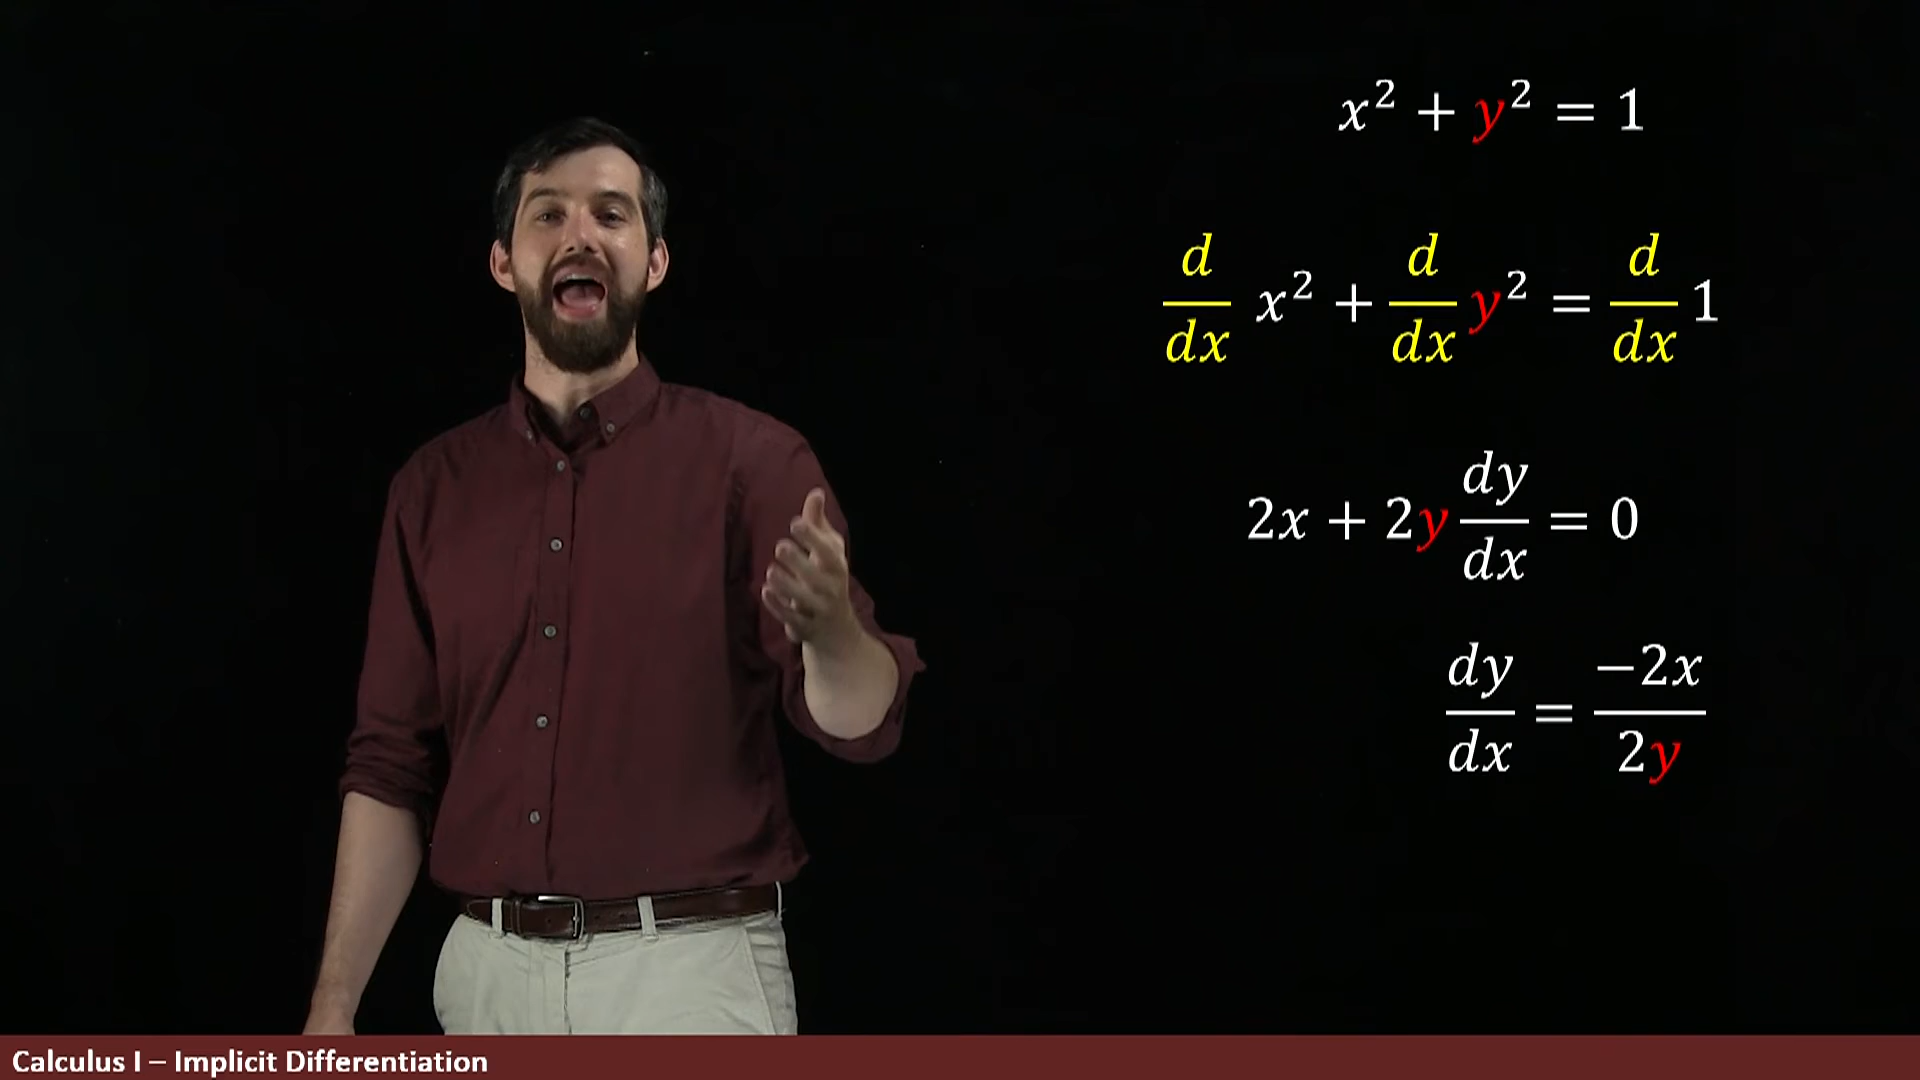 x² + y² = 1
d/dx x² + d/dx y² = d/dx 1
2x + 2y dy/dx = 0
dy/dx = −2x/2y
Calculus I – Implicit Differentiation